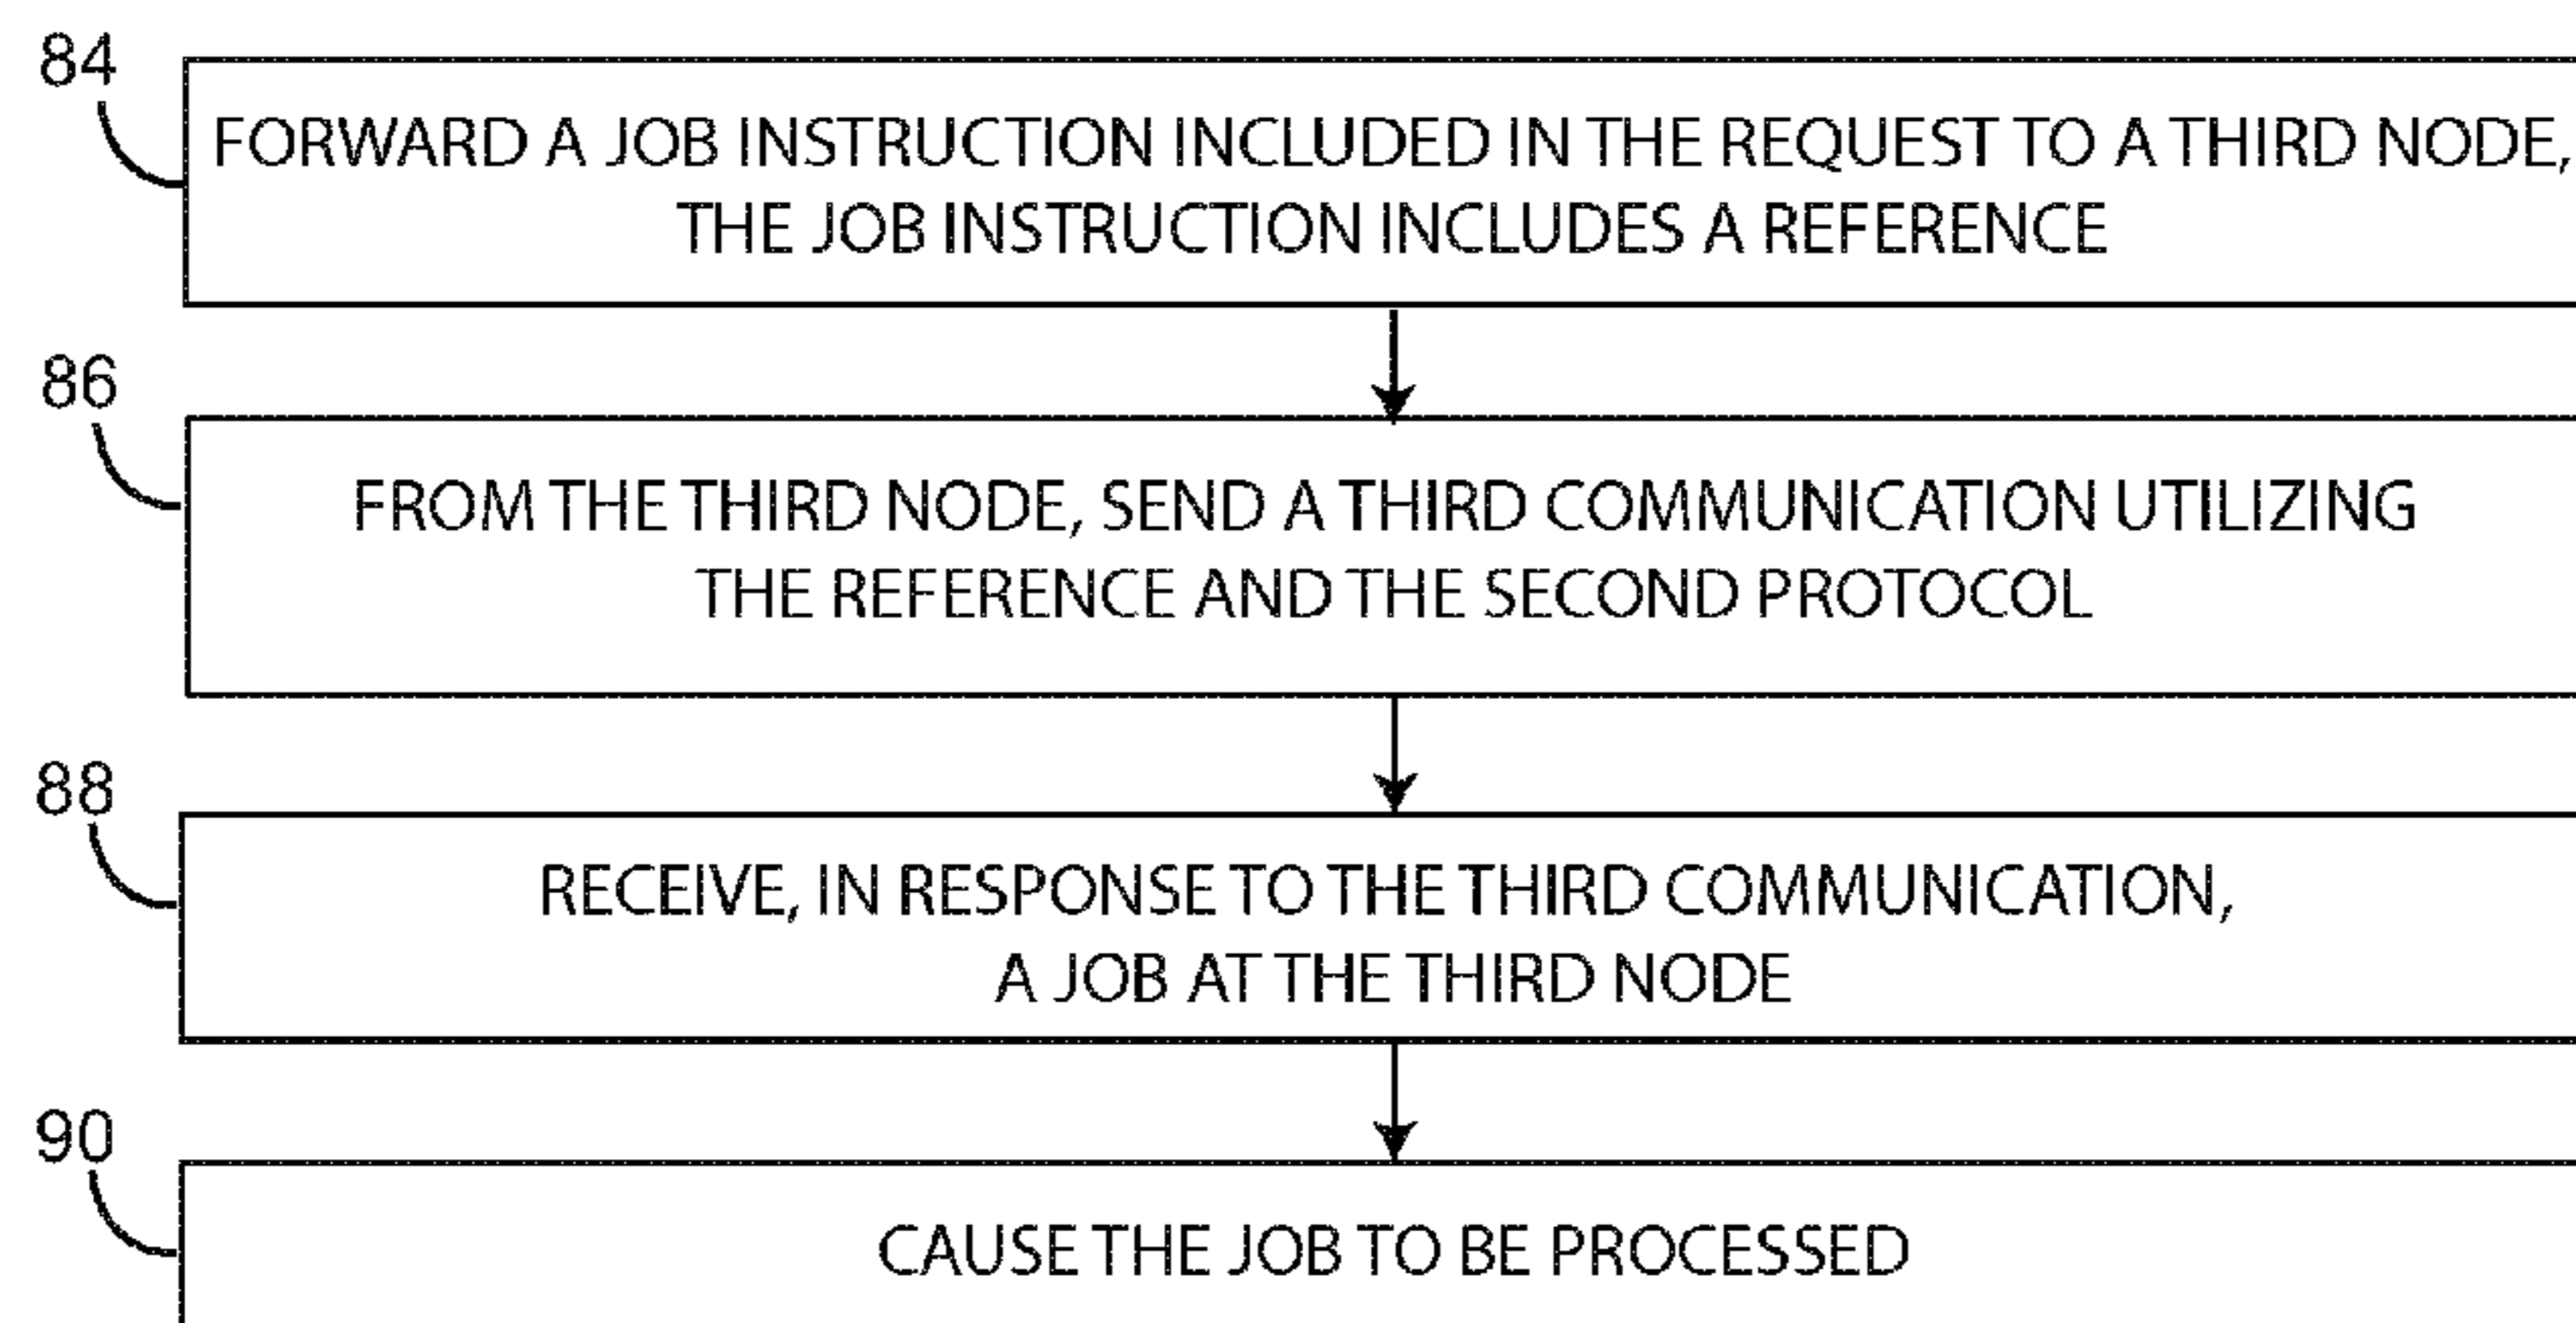 84
FORWARD A JOB INSTRUCTION INCLUDED IN THE REQUEST TO A THIRD NODE,
THE JOB INSTRUCTION INCLUDES A REFERENCE
86
FROM THE THIRD NODE, SEND A THIRD COMMUNICATION UTILIZING
THE REFERENCE AND THE SECOND PROTOCOL
88
RECEIVE, IN RESPONSE TO THE THIRD COMMUNICATION,
A JOB AT THE THIRD NODE
90
CAUSE THE JOB TO BE PROCESSED